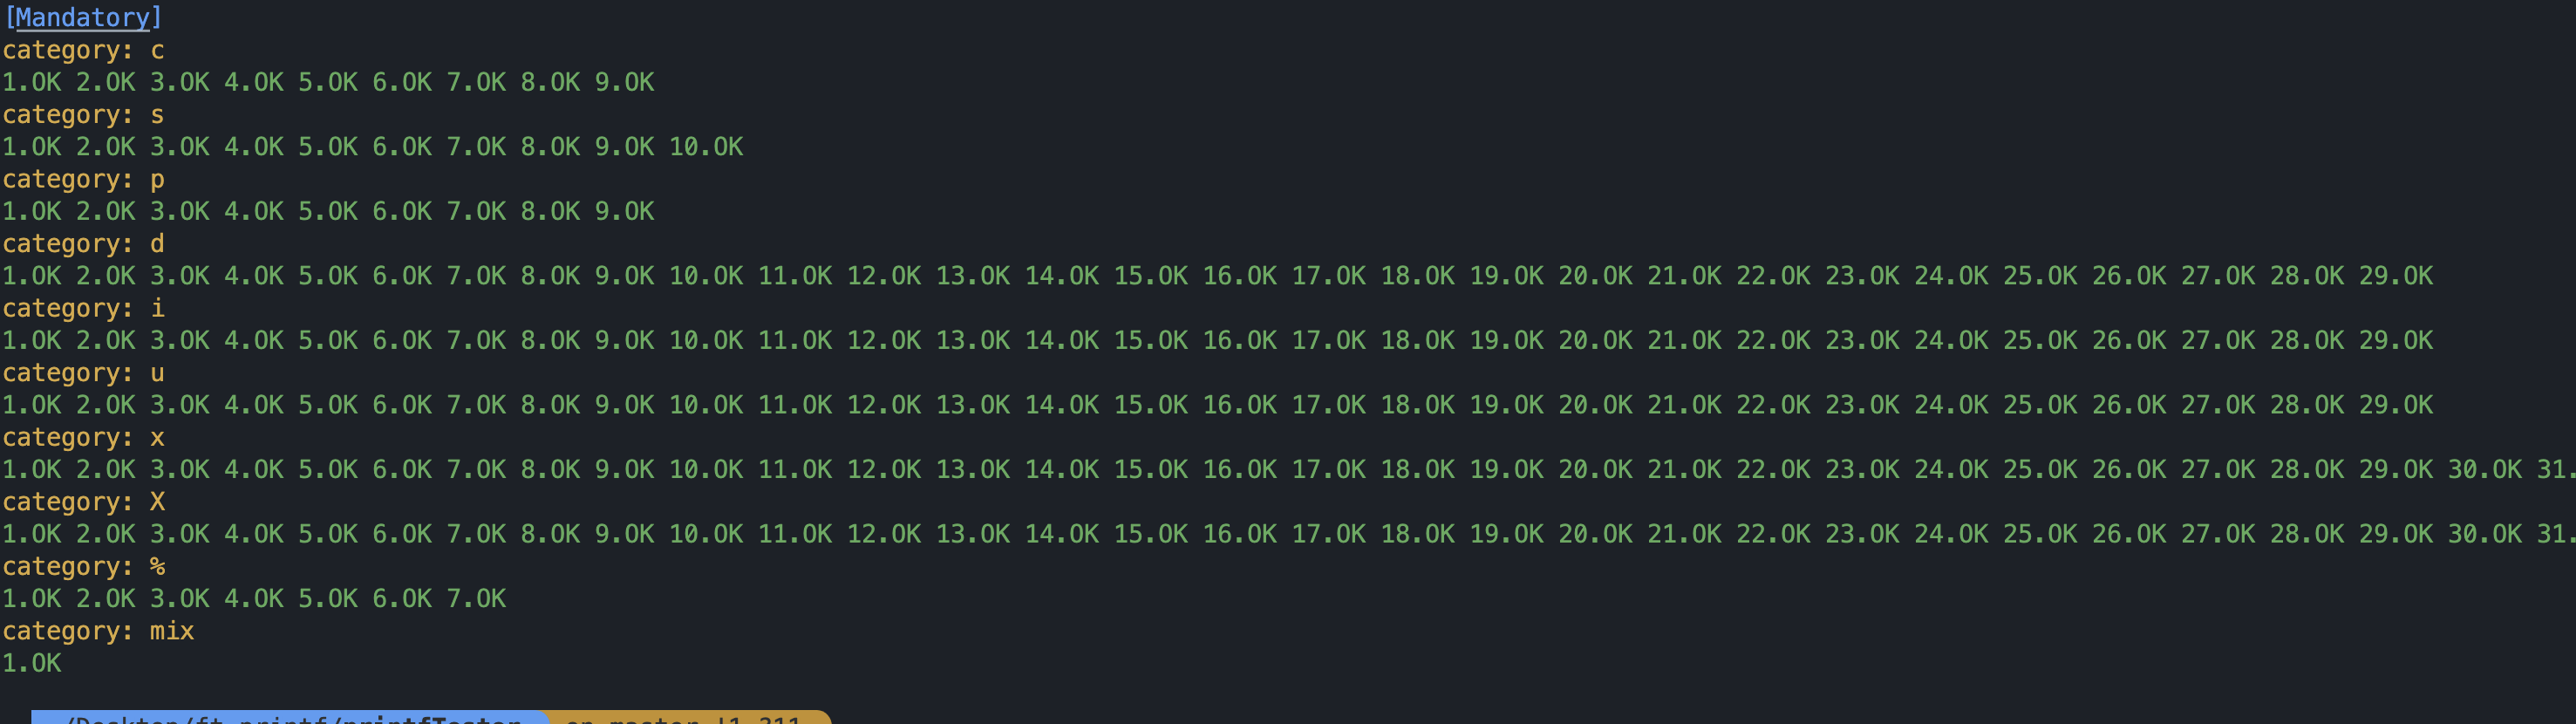 [Mandatory]
category: c
1.OK 2.OK 3.OK 4.OK 5.OK 6.OK 7.OK 8.OK 9.OK
category: s
1.OK 2.OK 3.OK 4.OK 5.OK 6.OK 7.OK 8.OK 9.OK 10.OK
category: p
1.OK 2.OK 3.OK 4.OK 5.OK 6.OK 7.OK 8.OK 9.OK
category: d
1.OK 2.OK 3.OK 4.OK 5.OK 6.OK 7.OK 8.OK 9.OK 10.OK 11.OK 12.OK 13.OK 14.OK 15.OK 16.OK 17.OK 18.OK 19.OK 20.OK 21.OK 22.OK 23.OK 24.OK 25.OK 26.OK 27.OK 28.OK 29.OK
category: i
1.OK 2.OK 3.OK 4.OK 5.OK 6.OK 7.OK 8.OK 9.OK 10.OK 11.OK 12.OK 13.OK 14.OK 15.OK 16.OK 17.OK 18.OK 19.OK 20.OK 21.OK 22.OK 23.OK 24.OK 25.OK 26.OK 27.OK 28.OK 29.OK
category: u
1.OK 2.OK 3.OK 4.OK 5.OK 6.OK 7.OK 8.OK 9.OK 10.OK 11.OK 12.OK 13.OK 14.OK 15.OK 16.OK 17.OK 18.OK 19.OK 20.OK 21.OK 22.OK 23.OK 24.OK 25.OK 26.OK 27.OK 28.OK 29.OK
category: x
1.OK 2.OK 3.OK 4.OK 5.OK 6.OK 7.OK 8.OK 9.OK 10.OK 11.OK 12.OK 13.OK 14.OK 15.OK 16.OK 17.OK 18.OK 19.OK 20.OK 21.OK 22.OK 23.OK 24.OK 25.OK 26.OK 27.OK 28.OK 29.OK 30.OK 31.
category: X
1.OK 2.OK 3.OK 4.OK 5.OK 6.OK 7.OK 8.OK 9.OK 10.OK 11.OK 12.OK 13.OK 14.OK 15.OK 16.OK 17.OK 18.OK 19.OK 20.OK 21.OK 22.OK 23.OK 24.OK 25.OK 26.OK 27.OK 28.OK 29.OK 30.OK 31.
category: %
1.OK 2.OK 3.OK 4.OK 5.OK 6.OK 7.OK
category: mix
1.OK
/Desktop/ft_printf/printfTester on master